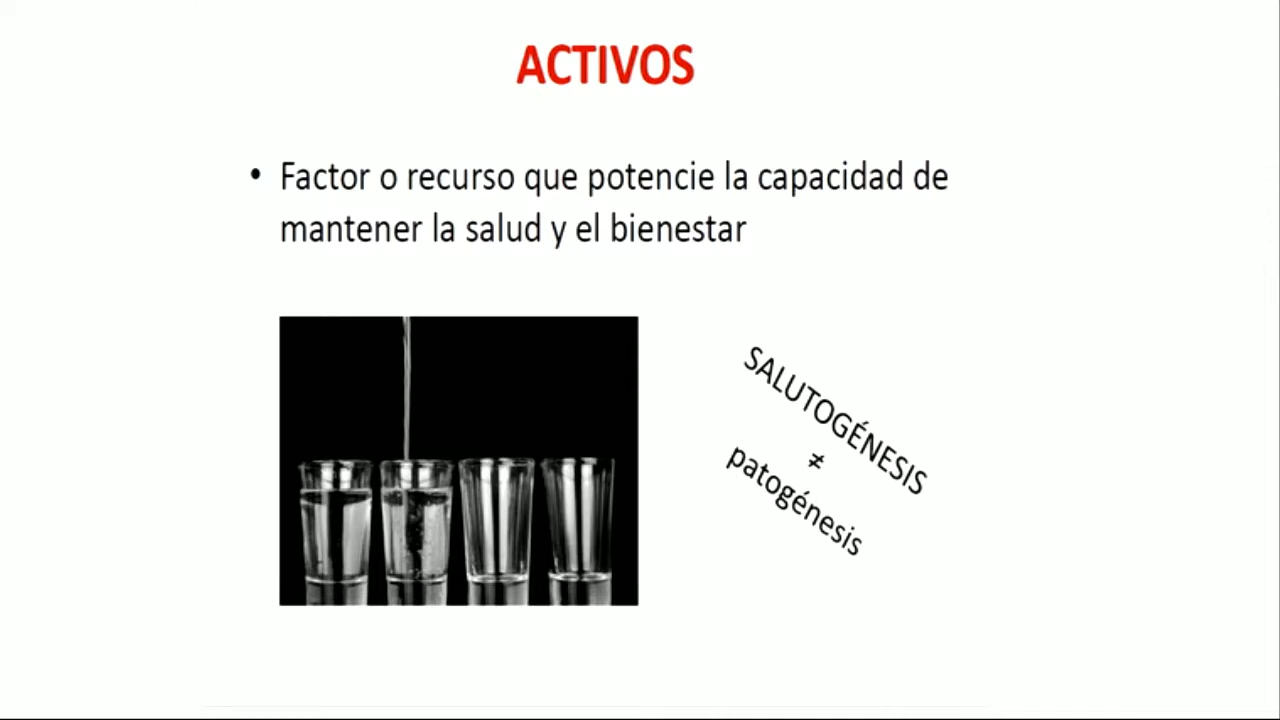 ACTIVOS
• Factor o recurso que potencie la capacidad de
mantener la salud y el bienestar
SALUTOGÉNESIS
≠
patogénesis